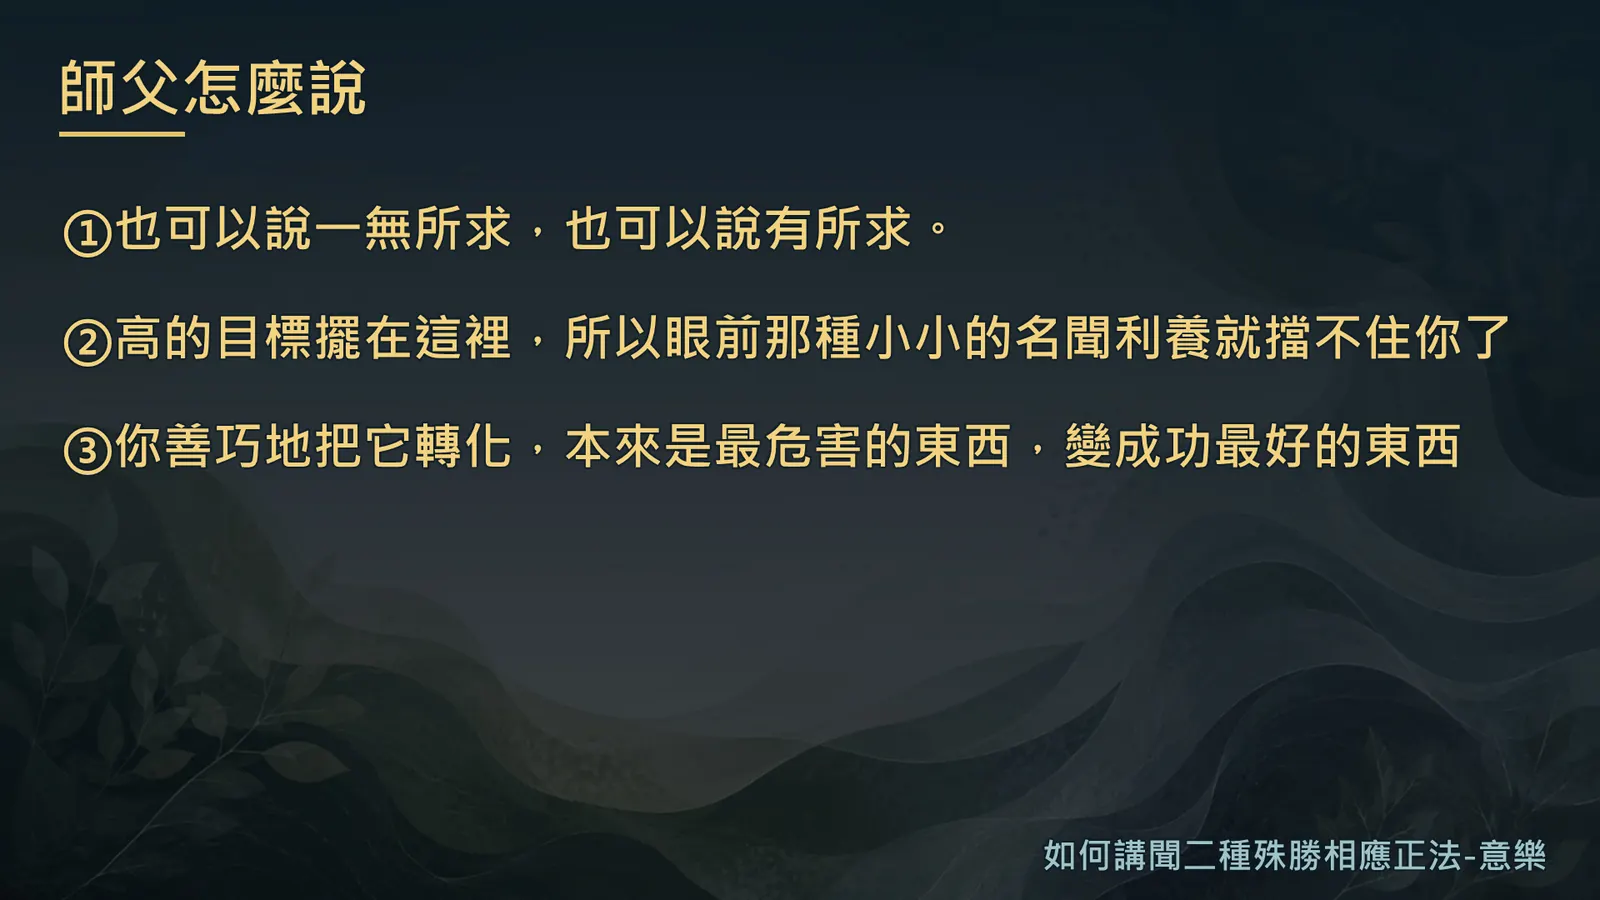 師父怎麼說
①也可以說一無所求，也可以說有所求。
②高的目標擺在這裡，所以眼前那種小小的名聞利養就擋不住你了
③你善巧地把它轉化，本來是最危害的東西，變成功最好的東西
如何講聞二種殊勝相應正法-意樂